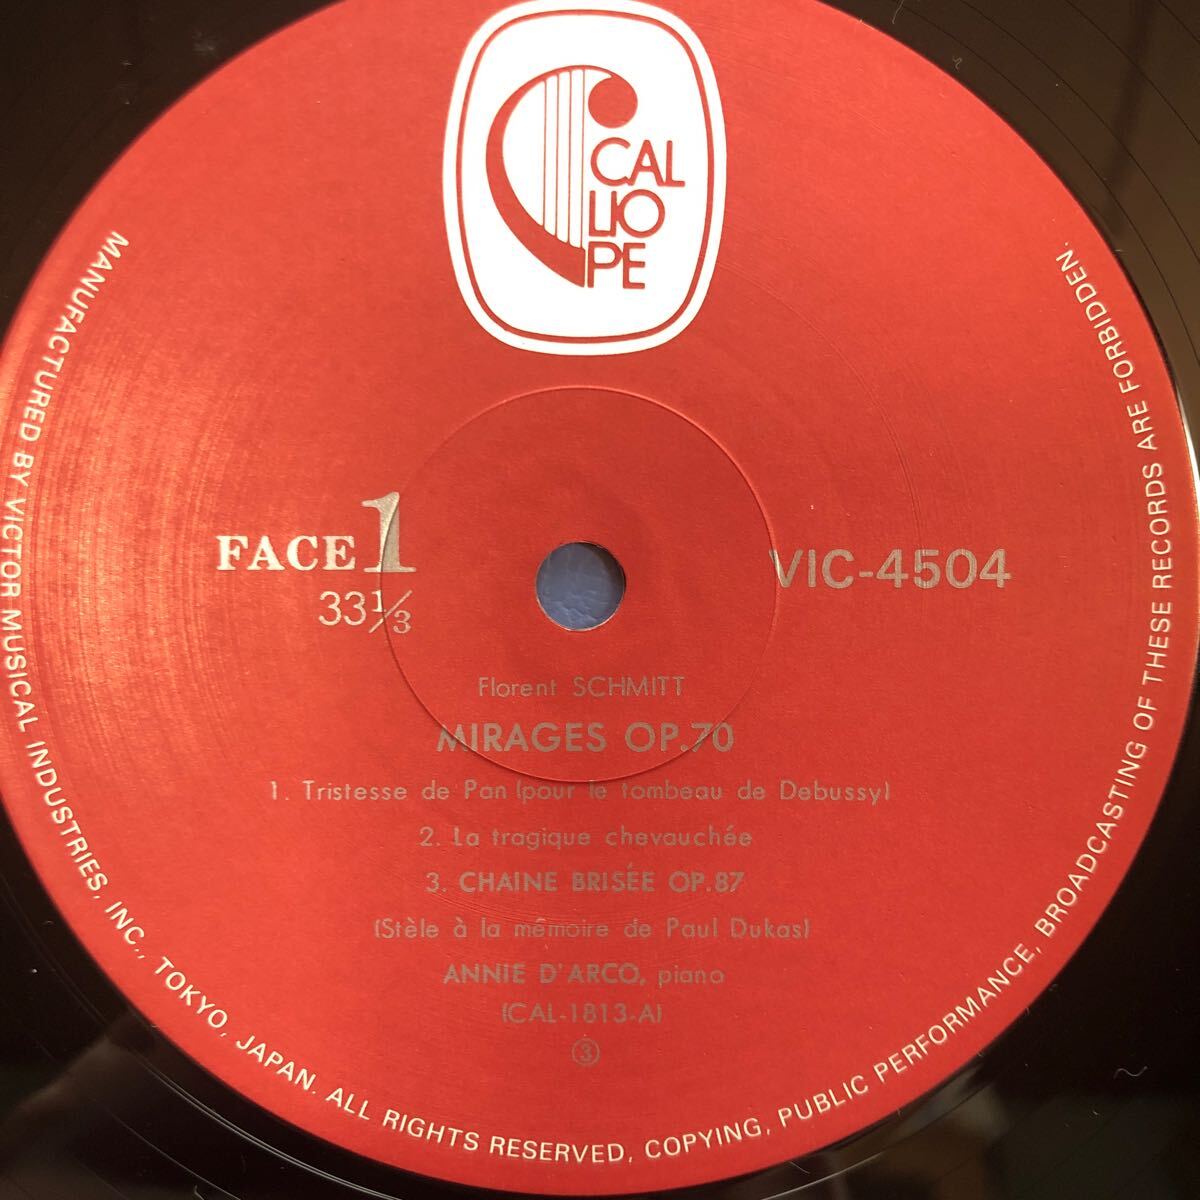 CAL
LIO
PE
FACE 1
33 1/3
VIC-4504
Florent SCHMITT
MIRAGES OP.70
1. Tristesse de Pan (pour le tombeau de Debussy)
2. La tragique chevauchée
3. CHAINE BRISÉE OP.87
(Stèle à la mêmoire de Paul Dukas)
ANNIE D'ARCO, piano
(CAL-1813-A)
③
MANUFACTURED BY VICTOR MUSICAL INDUSTRIES, INC., TOKYO, JAPAN. ALL RIGHTS RESERVED, COPYING, PUBLIC PERFORMANCE, BROADCASTING OF THESE RECORDS ARE FORBIDDEN.